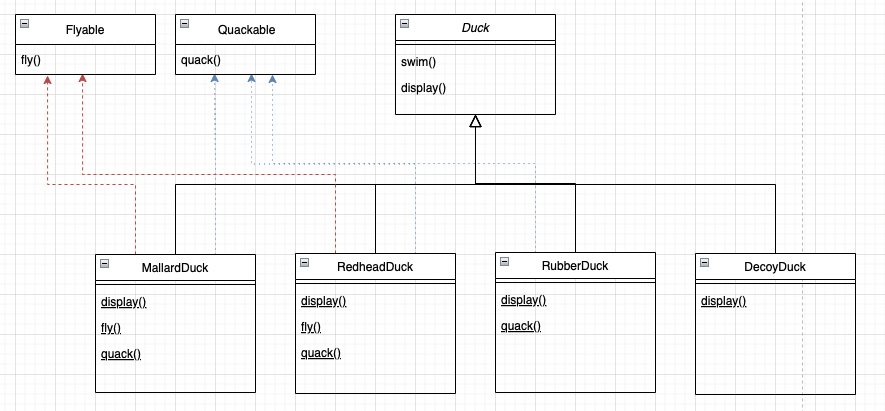 Flyable
fly()
Quackable
quack()
Duck
swim()
display()
MallardDuck
display()
fly()
quack()
RedheadDuck
display()
fly()
quack()
RubberDuck
display()
quack()
DecoyDuck
display()